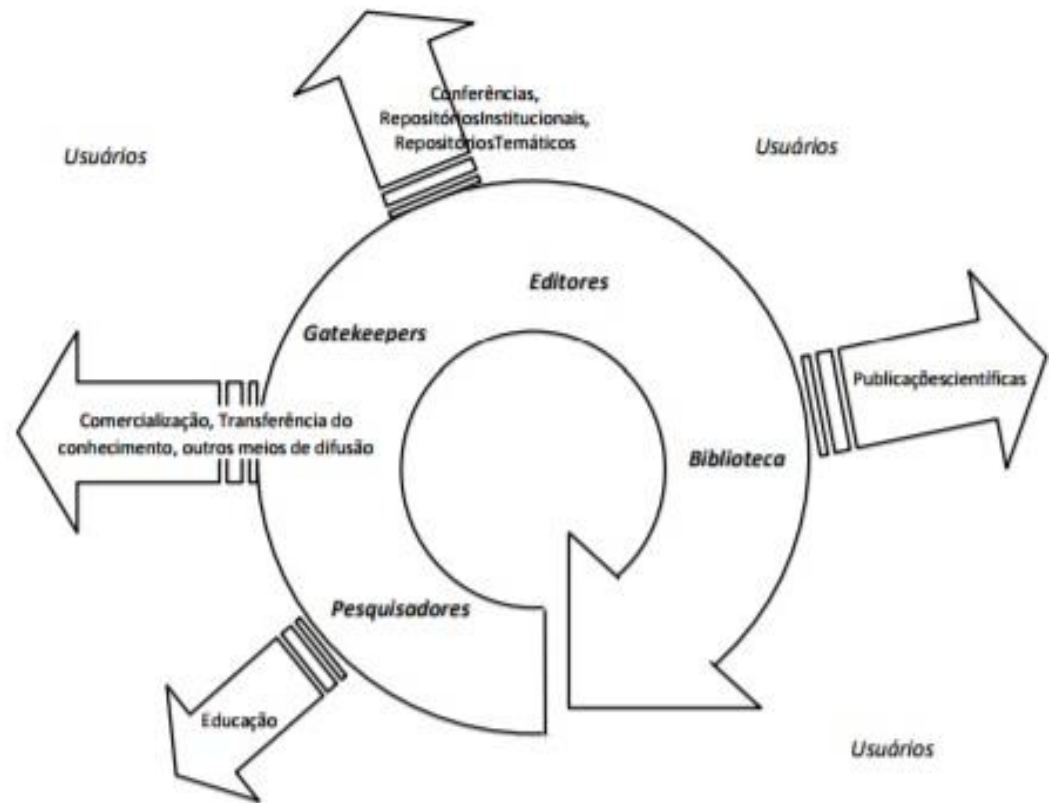 Conferências,
RepositóriosInstitucionais,
RepositóriosTemáticos
Usuários
Usuários
Editores
Gatekeepers
Publicaçõescientíficas
Comercialização, Transferência do
conhecimento, outros meios de difusão
Biblioteca
Pesquisadores
Educação
Usuários